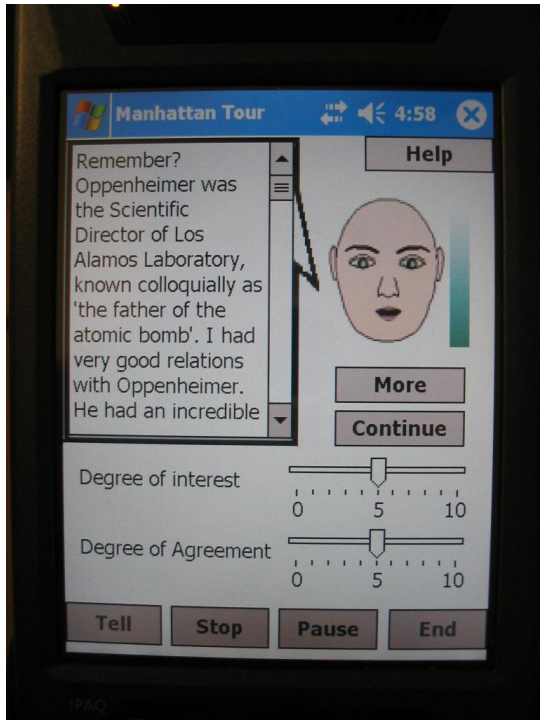 Manhattan Tour 4:58
Help
Remember?
Oppenheimer was
the Scientific
Director of Los
Alamos Laboratory,
known colloquially as
'the father of the
atomic bomb'. I had
very good relations
with Oppenheimer.
He had an incredible
More
Continue
Degree of interest
0 5 10
Degree of Agreement
0 5 10
Tell Stop Pause End
iPAQ